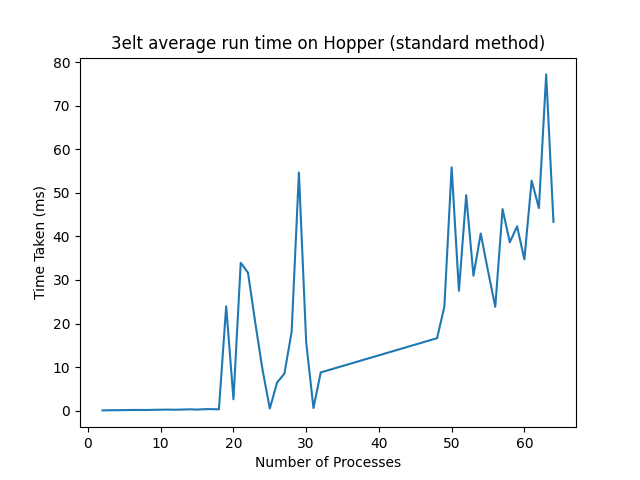 3elt average run time on Hopper (standard method)
80
70
60
50
40
30
20
10
0
Time Taken (ms)
0 10 20 30 40 50 60
Number of Processes